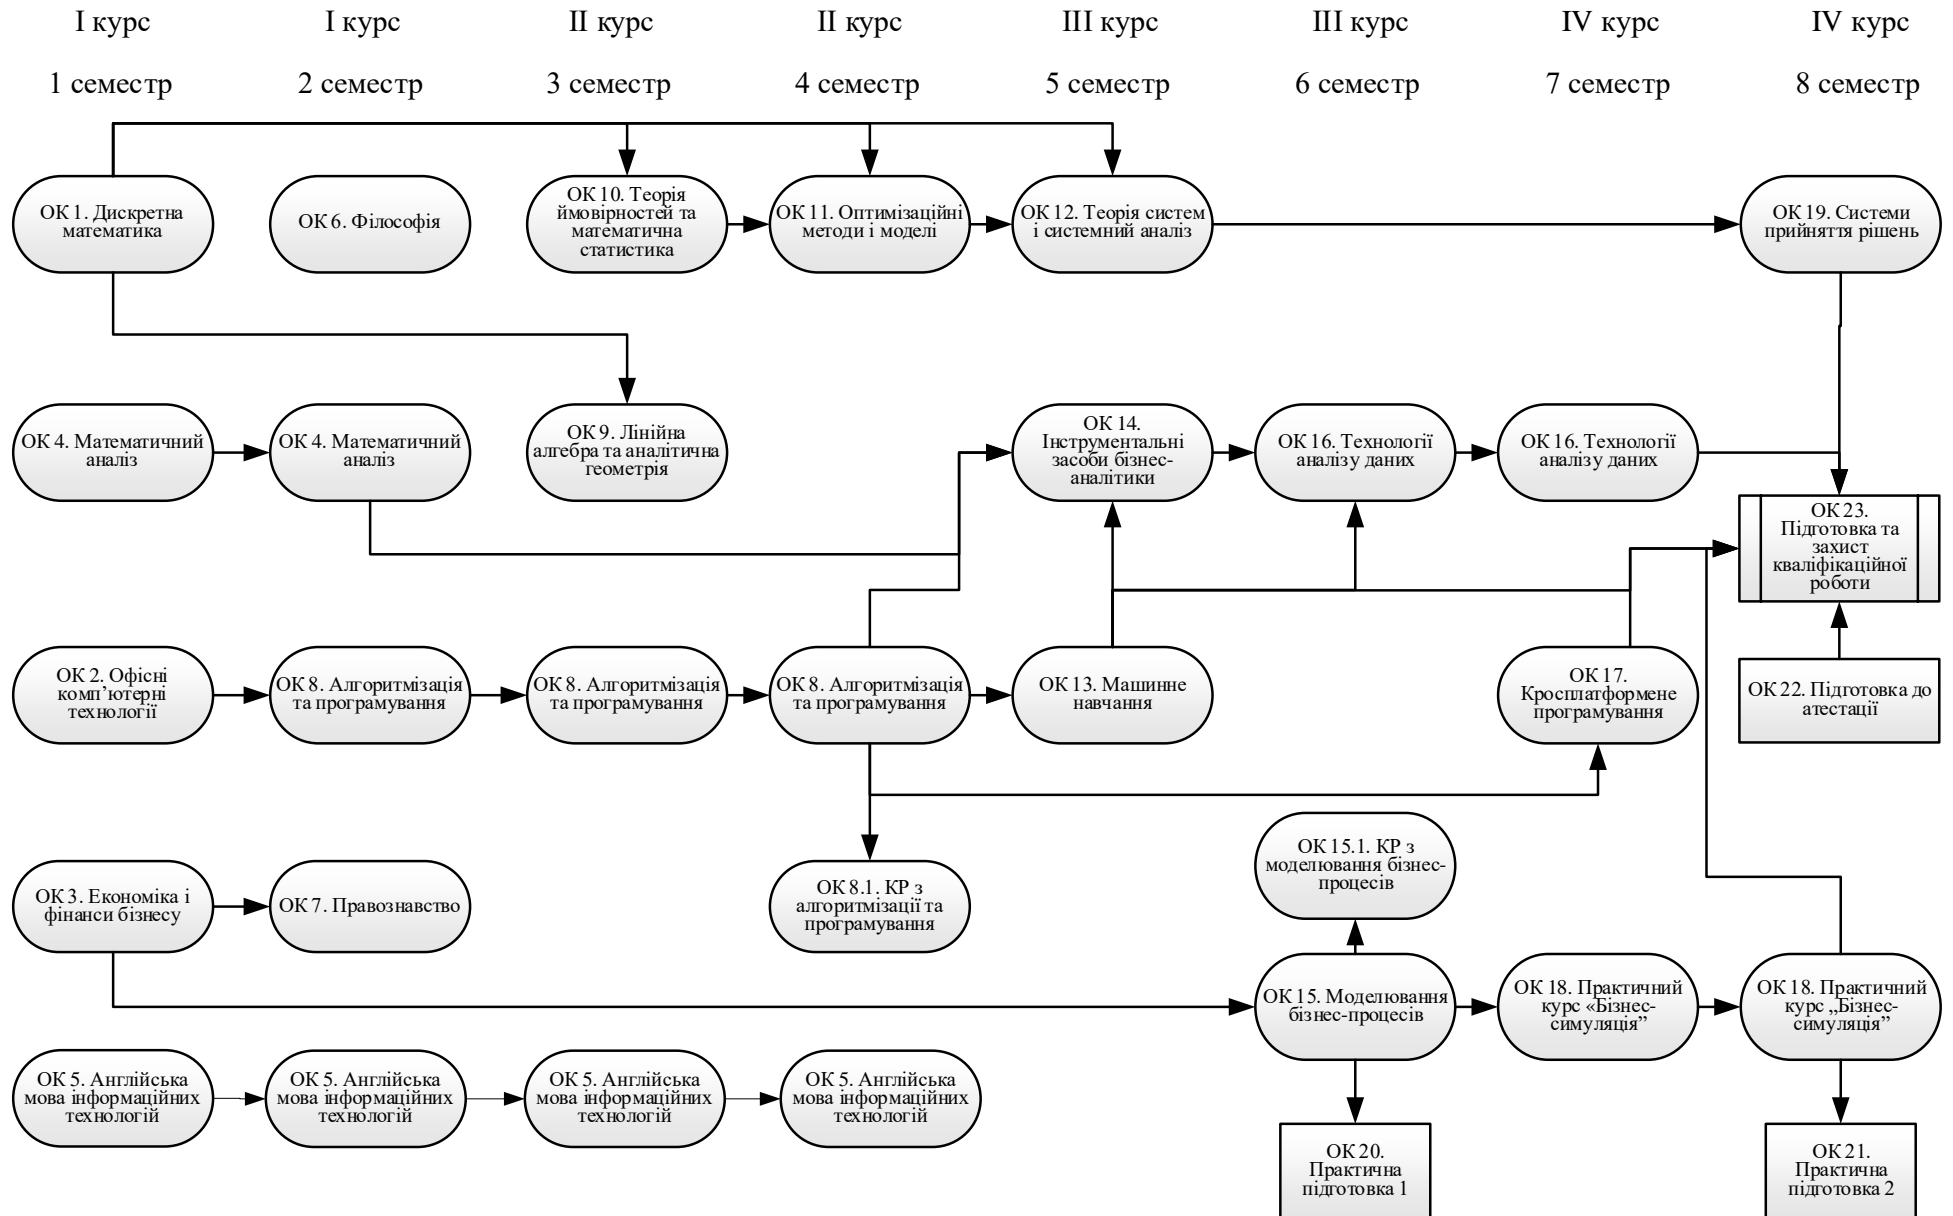 I курс
I курс
II курс
II курс
III курс
III курс
IV курс
IV курс
1 семестр
2 семестр
3 семестр
4 семестр
5 семестр
6 семестр
7 семестр
8 семестр
ОК 1. Дискретна
математика
ОК 6. Філософія
ОК 10. Теорія
ймовірностей та
математична
статистика
ОК 11. Оптимізаційні
методи і моделі
ОК 12. Теорія систем
і системний аналіз
ОК 19. Системи
прийняття рішень
ОК 4. Математичний
аналіз
ОК 4. Математичний
аналіз
ОК 9. Лінійна
алгебра та аналітична
геометрія
ОК 14.
Інструментальні
засоби бізнес-
аналітики
ОК 16. Технології
аналізу даних
ОК 16. Технології
аналізу даних
ОК 23.
Підготовка та
захист
кваліфікаційної
роботи
ОК 2. Офісні
комп’ютерні
технології
ОК 8. Алгоритмізація
та програмування
ОК 8. Алгоритмізація
та програмування
ОК 8. Алгоритмізація
та програмування
ОК 13. Машинне
навчання
ОК 17.
Кросплатформене
програмування
ОК 22. Підготовка до
атестації
ОК 3. Економіка і
фінанси бізнесу
ОК 7. Правознавство
ОК 8.1. КР з
алгоритмізації та
програмування
ОК 15.1. КР з
моделювання бізнес-
процесів
ОК 15. Моделювання
бізнес-процесів
ОК 18. Практичний
курс «Бізнес-
симуляція”
ОК 18. Практичний
курс „Бізнес-
симуляція”
ОК 5. Англійська
мова інформаційних
технологій
ОК 5. Англійська
мова інформаційних
технологій
ОК 5. Англійська
мова інформаційних
технологій
ОК 5. Англійська
мова інформаційних
технологій
ОК 20.
Практична
підготовка 1
ОК 21.
Практична
підготовка 2